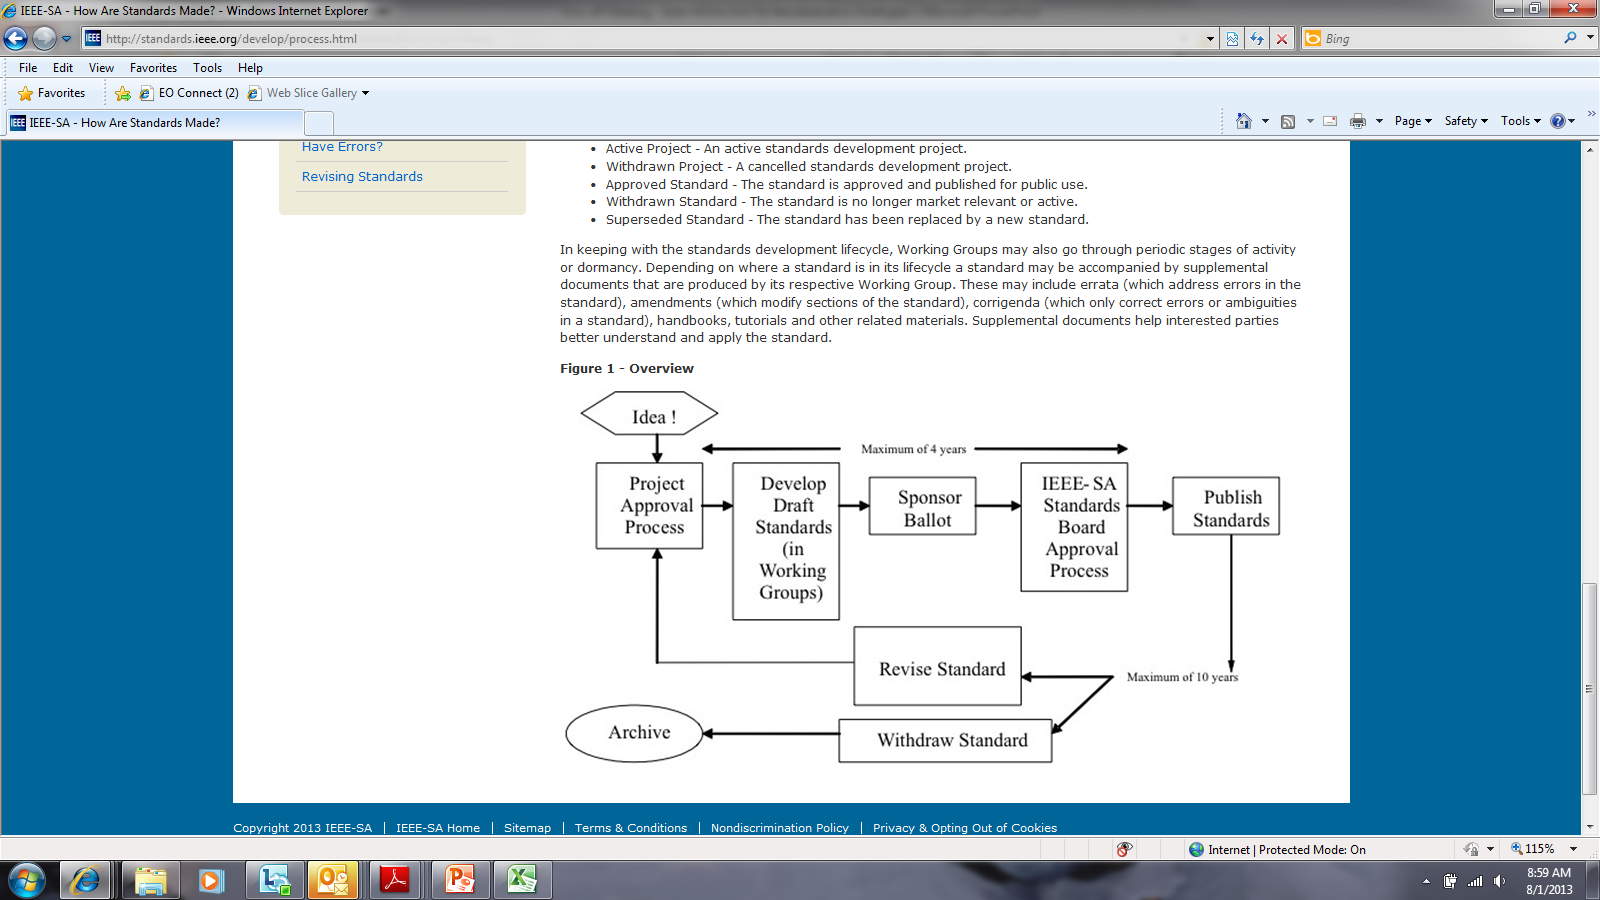 IEEE-SA - How Are Standards Made? - Windows Internet Explorer
IEEE http://standards.ieee.org/develop/process.html
Bing
File Edit View Favorites Tools Help
Favorites EO Connect (2) Web Slice Gallery
IEEE IEEE-SA - How Are Standards Made?
Page Safety Tools
Have Errors?
Revising Standards
• Active Project - An active standards development project.
• Withdrawn Project - A cancelled standards development project.
• Approved Standard - The standard is approved and published for public use.
• Withdrawn Standard - The standard is no longer market relevant or active.
• Superseded Standard - The standard has been replaced by a new standard.
In keeping with the standards development lifecycle, Working Groups may also go through periodic stages of activity
or dormancy. Depending on where a standard is in its lifecycle a standard may be accompanied by supplemental
documents that are produced by its respective Working Group. These may include errata (which address errors in the
standard), amendments (which modify sections of the standard), corrigenda (which only correct errors or ambiguities
in a standard), handbooks, tutorials and other related materials. Supplemental documents help interested parties
better understand and apply the standard.
Figure 1 - Overview
Idea !
Maximum of 4 years
Project
Approval
Process
Develop
Draft
Standards
(in
Working
Groups)
Sponsor
Ballot
IEEE- SA
Standards
Board
Approval
Process
Publish
Standards
Revise Standard
Maximum of 10 years
Archive
Withdraw Standard
Copyright 2013 IEEE-SA | IEEE-SA Home | Sitemap | Terms & Conditions | Nondiscrimination Policy | Privacy & Opting Out of Cookies
Internet | Protected Mode: On
115%
8:59 AM
8/1/2013